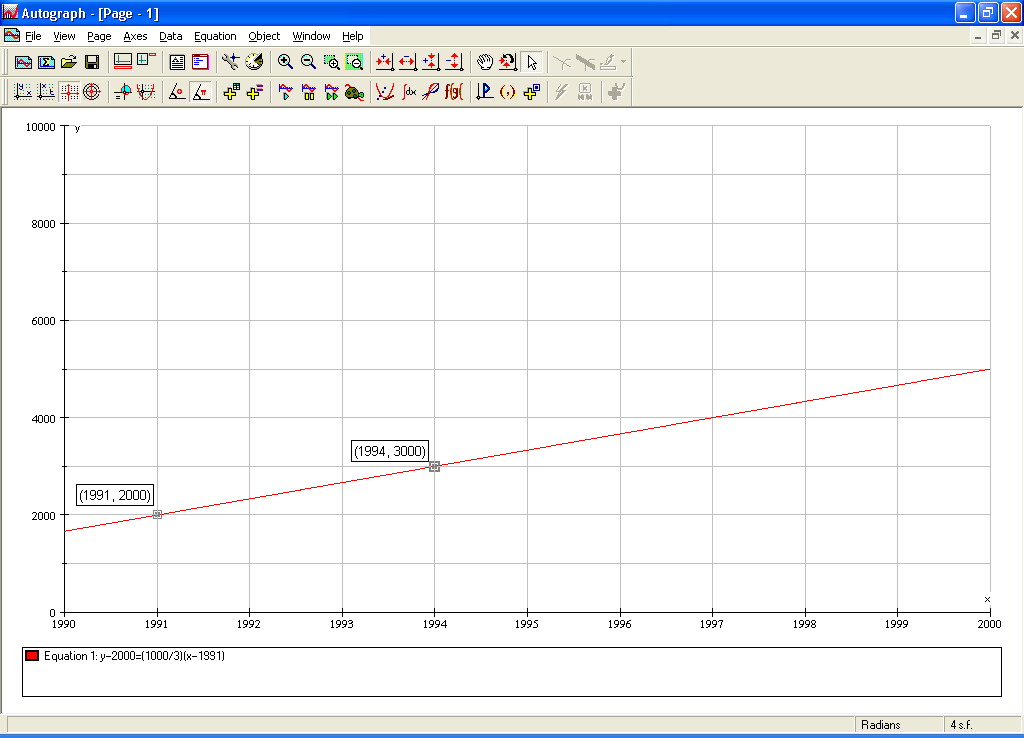 Autograph - [Page - 1]
File View Page Axes Data Equation Object Window Help
10000
y
8000
6000
4000
(1994, 3000)
(1991, 2000)
2000
0
x
1990 1991 1992 1993 1994 1995 1996 1997 1998 1999 2000
Equation 1: y-2000=(1000/3)(x-1991)
Radians 4 s.f.